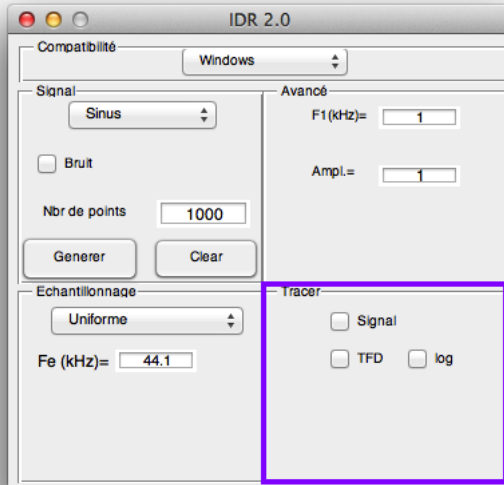 IDR 2.0
Compatibilité
Windows
Signal
Sinus
Bruit
Nbr de points 1000
Generer Clear
Avancé
F1(kHz)= 1
Ampl.= 1
Echantillonnage
Uniforme
Fe (kHz)= 44.1
Tracer
Signal
TFD log